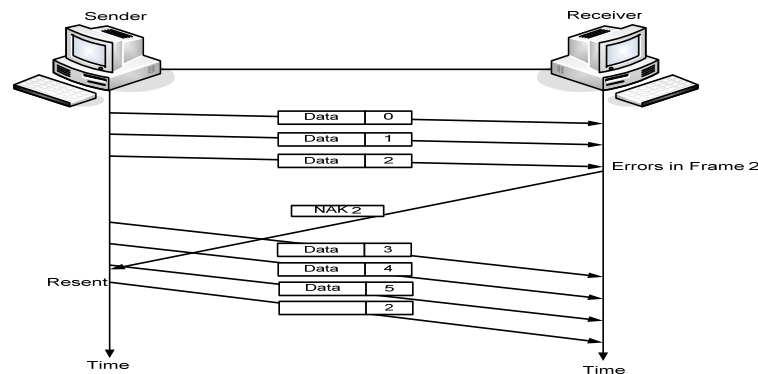 Sender
Receiver
Data 0
Data 1
Data 2
Errors in Frame 2
NAK 2
Data 3
Data 4
Resent
Data 5
2
Time
Time